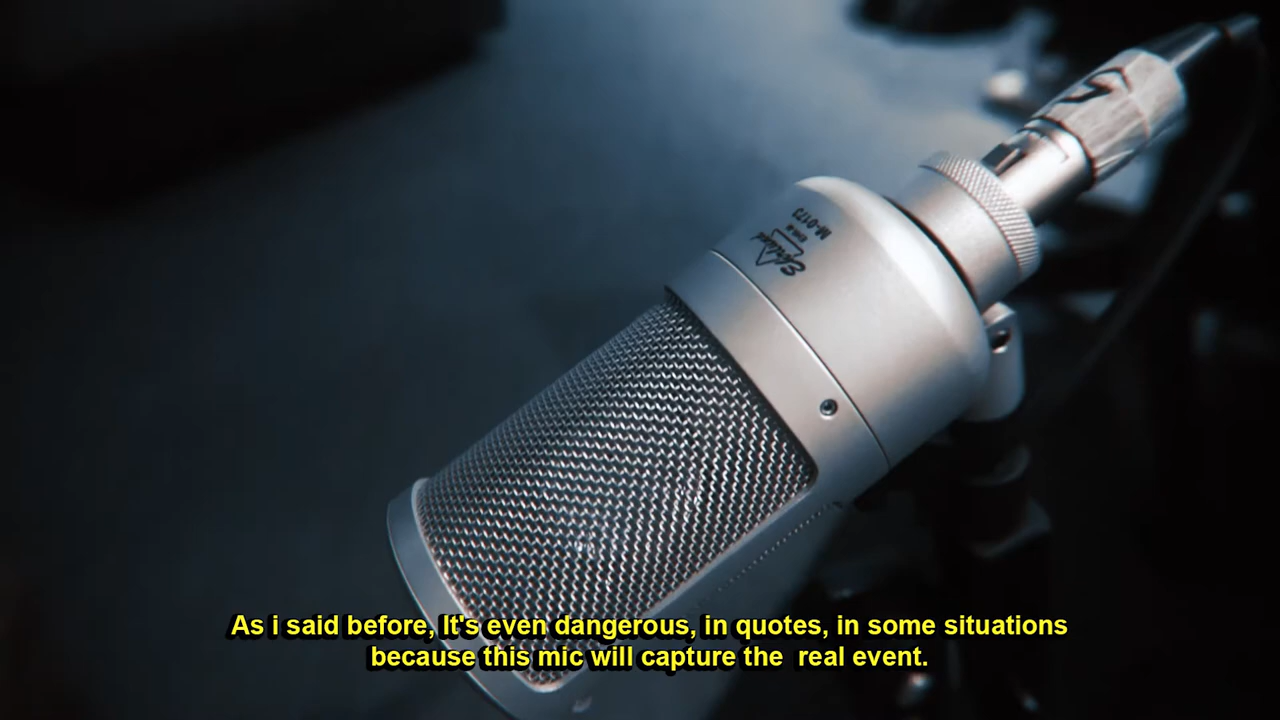 M-0173
As i said before, It's even dangerous, in quotes, in some situations
because this mic will capture the  real event.